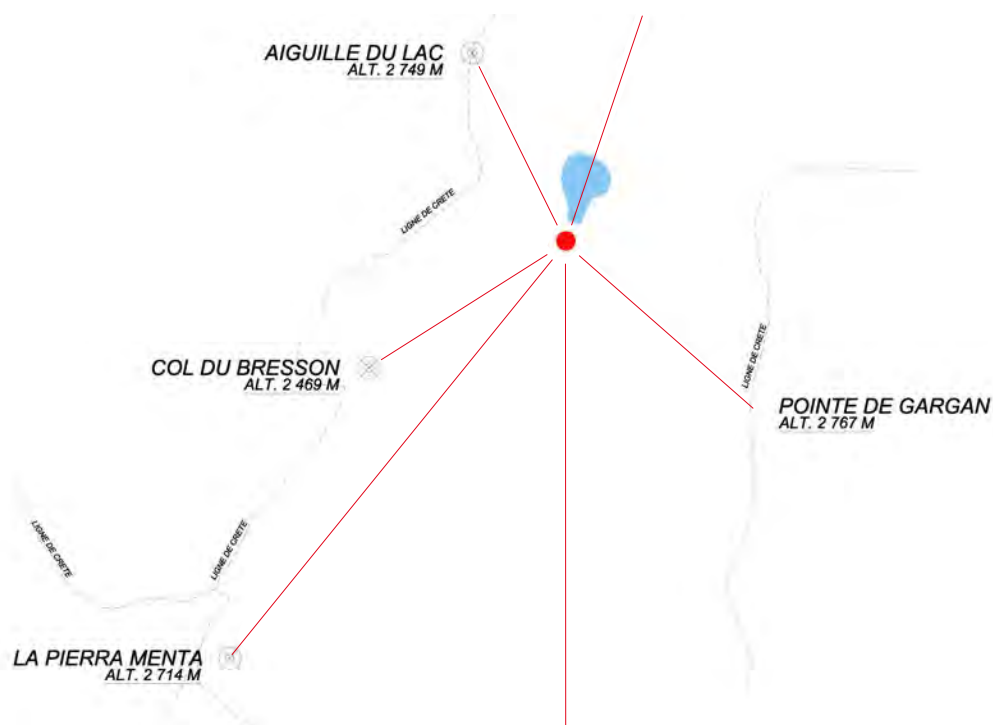 AIGUILLE DU LAC
ALT. 2 749 M
LIGNE DE CRETE
COL DU BRESSON
ALT. 2 469 M
LIGNE DE CRETE
POINTE DE GARGAN
ALT. 2 767 M
LIGNE DE CRETE
LIGNE DE CRETE
LA PIERRA MENTA
ALT. 2 714 M